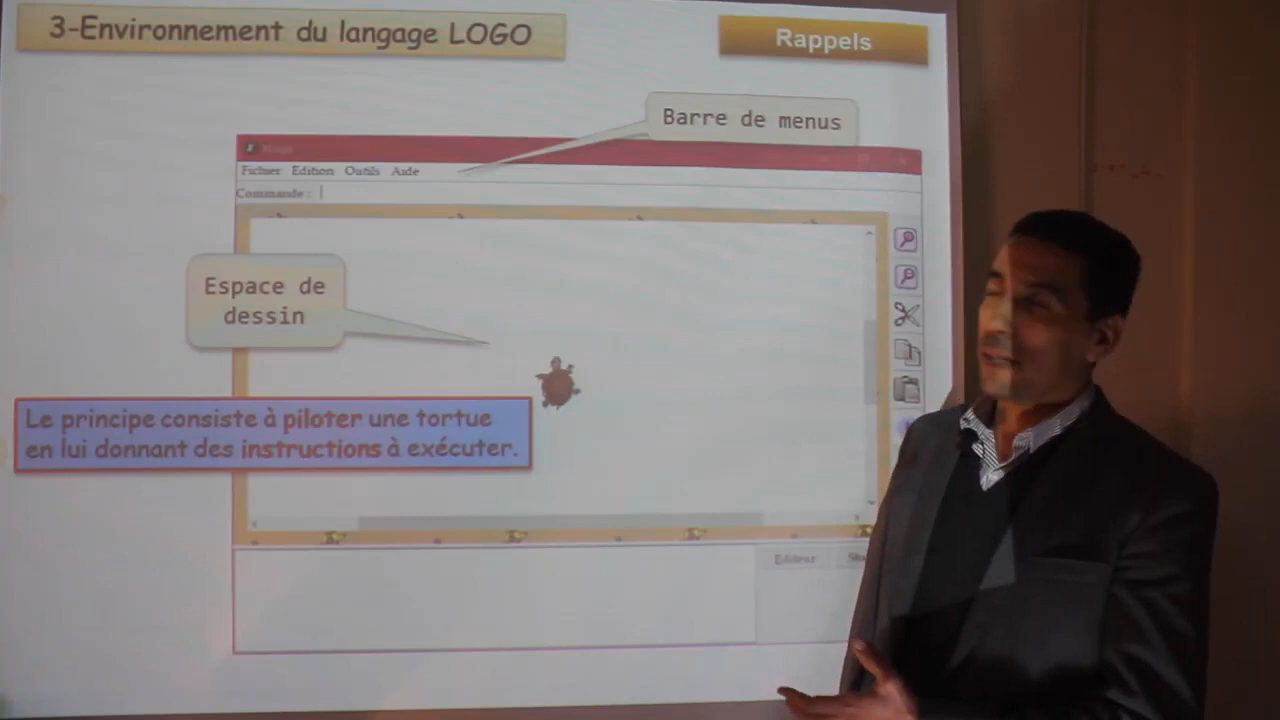 3-Environnement du langage LOGO
Rappels
Barre de menus
Fichier Edition Outils Aide
Commande :
Espace de
dessin
Le principe consiste à piloter une tortue
en lui donnant des instructions à exécuter.
Editeur